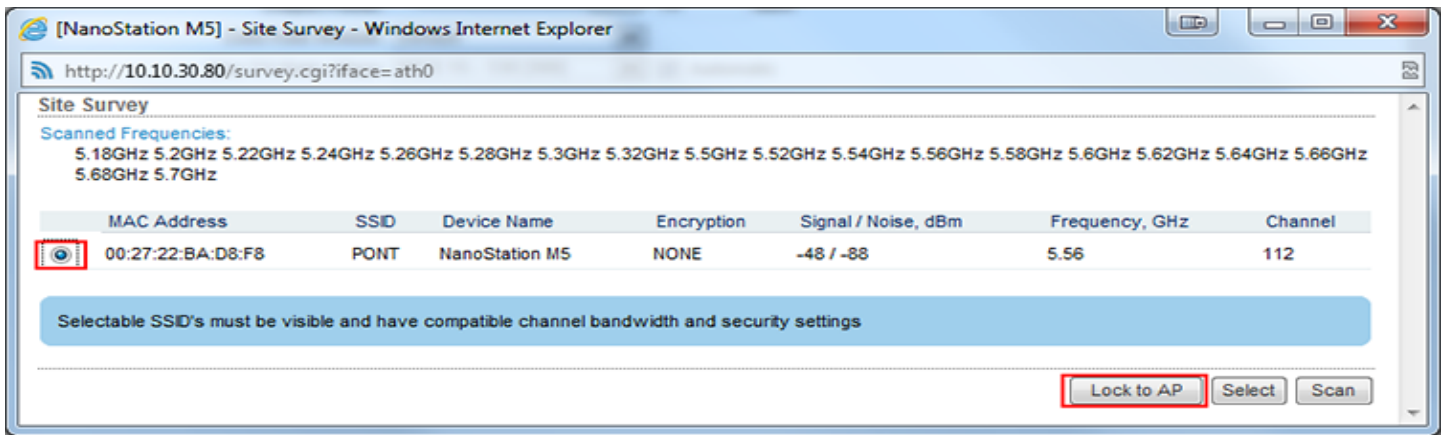 [NanoStation M5] - Site Survey - Windows Internet Explorer
http://10.10.30.80/survey.cgi?iface=ath0
Site Survey
Scanned Frequencies:
5.18GHz 5.2GHz 5.22GHz 5.24GHz 5.26GHz 5.28GHz 5.3GHz 5.32GHz 5.5GHz 5.52GHz 5.54GHz 5.56GHz 5.58GHz 5.6GHz 5.62GHz 5.64GHz 5.66GHz
5.68GHz 5.7GHz
MAC Address SSID Device Name Encryption Signal / Noise, dBm Frequency, GHz Channel
00:27:22:BA:D8:F8 PONT NanoStation M5 NONE -48 / -88 5.56 112
Selectable SSID's must be visible and have compatible channel bandwidth and security settings
Lock to AP Select Scan